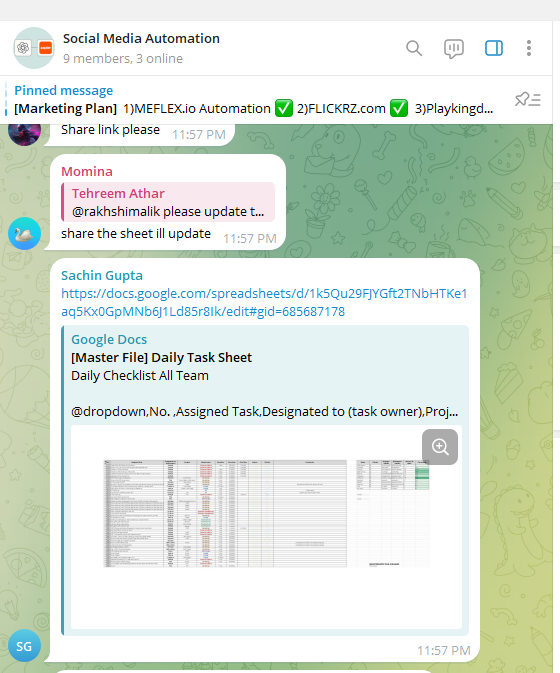 Social Media Automation
9 members, 3 online
Pinned message
[Marketing Plan] 1)MEFLEX.io Automation ✅ 2)FLICKRZ.com ✅ 3)Playkingd...
Share link please 11:57 PM
Momina
Tehreem Athar
@rakhshimalik please update t...
share the sheet ill update 11:57 PM
Sachin Gupta
https://docs.google.com/spreadsheets/d/1k5Qu29FJYGft2TNbHTKe1
aq5Kx0GpMNb6J1Ld85r8Ik/edit#gid=685687178
Google Docs
[Master File] Daily Task Sheet
Daily Checklist All Team
@dropdown,No. ,Assigned Task,Designated to (task owner),Proj...
SG
11:57 PM